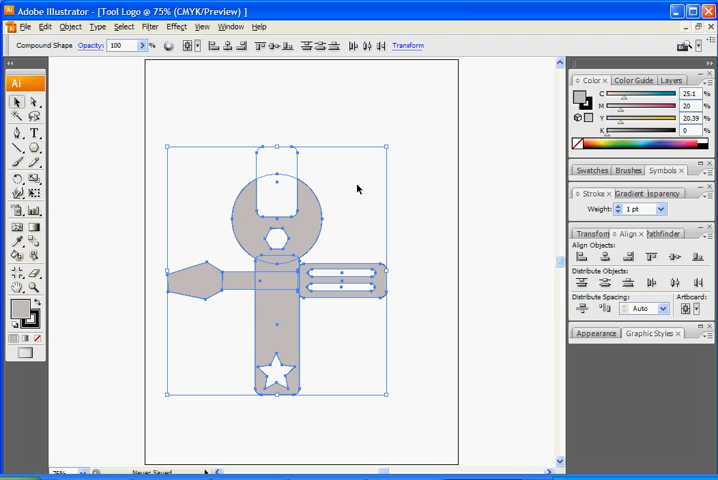 Adobe Illustrator - [Tool Logo @ 75% (CMYK/Preview) ]
File Edit Object Type Select Filter Effect View Window Help
Compound Shape Opacity: 100 % Transform
Ai
Color × Color Guide Layers
C 25.1 %
M 20 %
Y 20.39 %
K 0 %
Swatches Brushes Symbols ×
Stroke × Gradient sparency
Weight: 1 pt
Transform Align × Pathfinder
Align Objects:
Distribute Objects:
Distribute Spacing: Artboard:
Auto
Appearance Graphic Styles ×
75% Never Saved